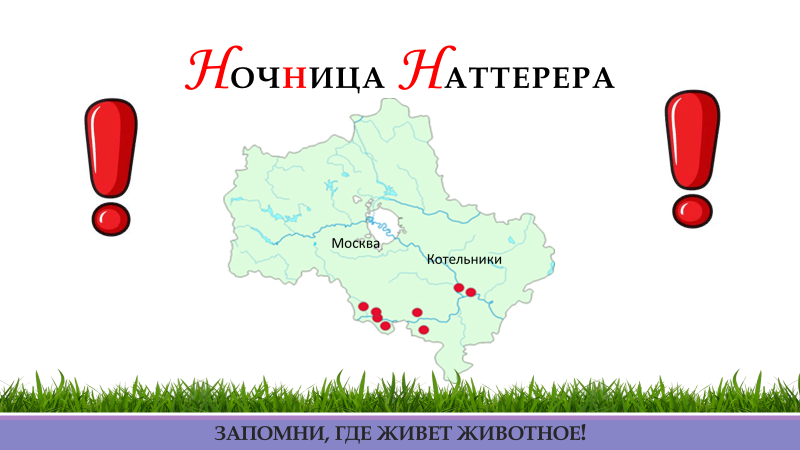 Ночница Наттерера
Москва
Котельники
ЗАПОМНИ, ГДЕ ЖИВЕТ ЖИВОТНОЕ!